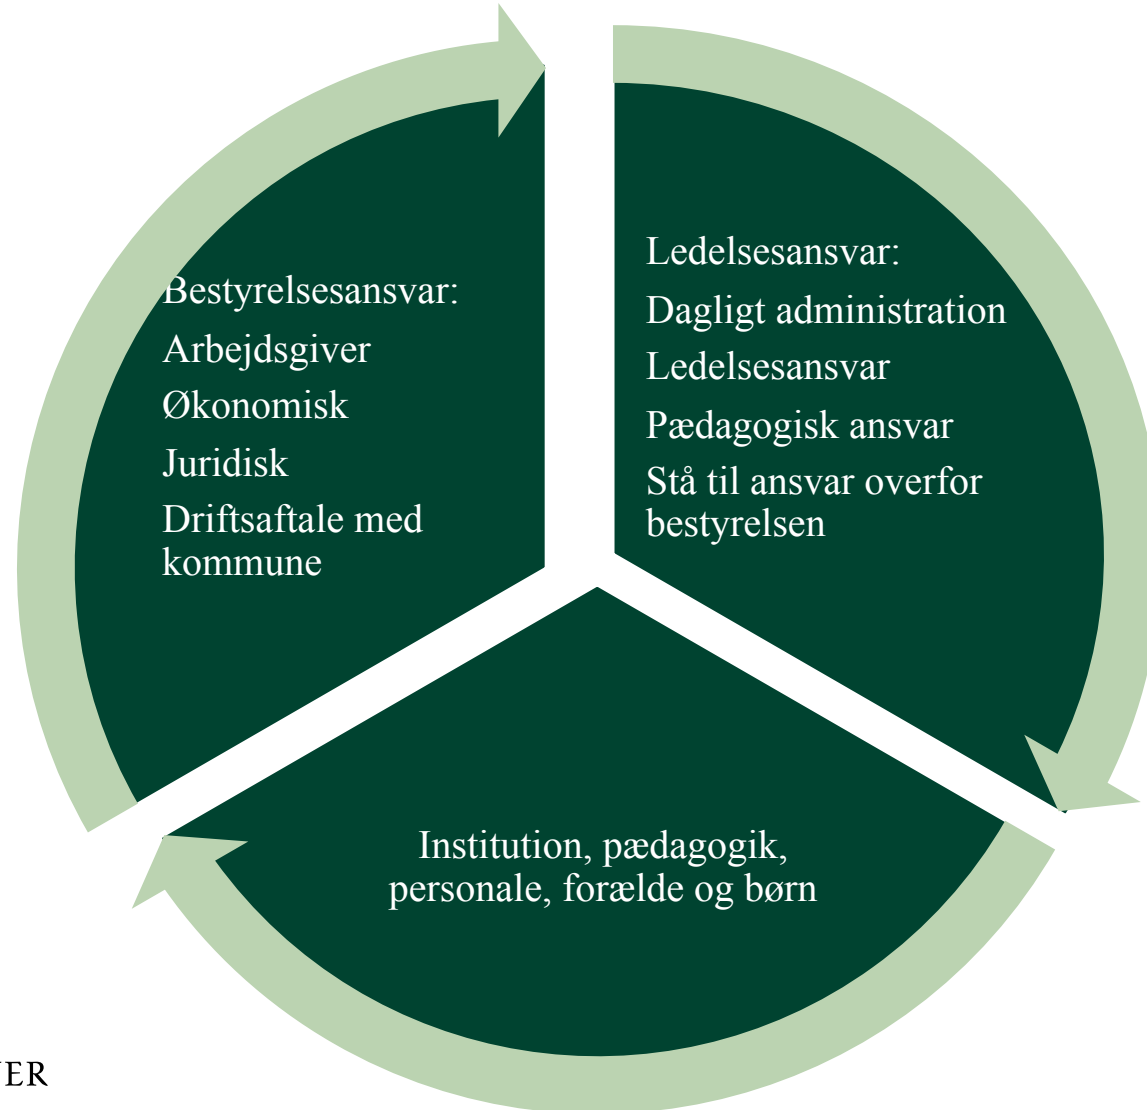 Bestyrelsesansvar:
Arbejdsgiver
Økonomisk
Juridisk
Driftsaftale med
kommune
Ledelsesansvar:
Dagligt administration
Ledelsesansvar
Pædagogisk ansvar
Stå til ansvar overfor
bestyrelsen
Institution, pædagogik,
personale, forælde og børn